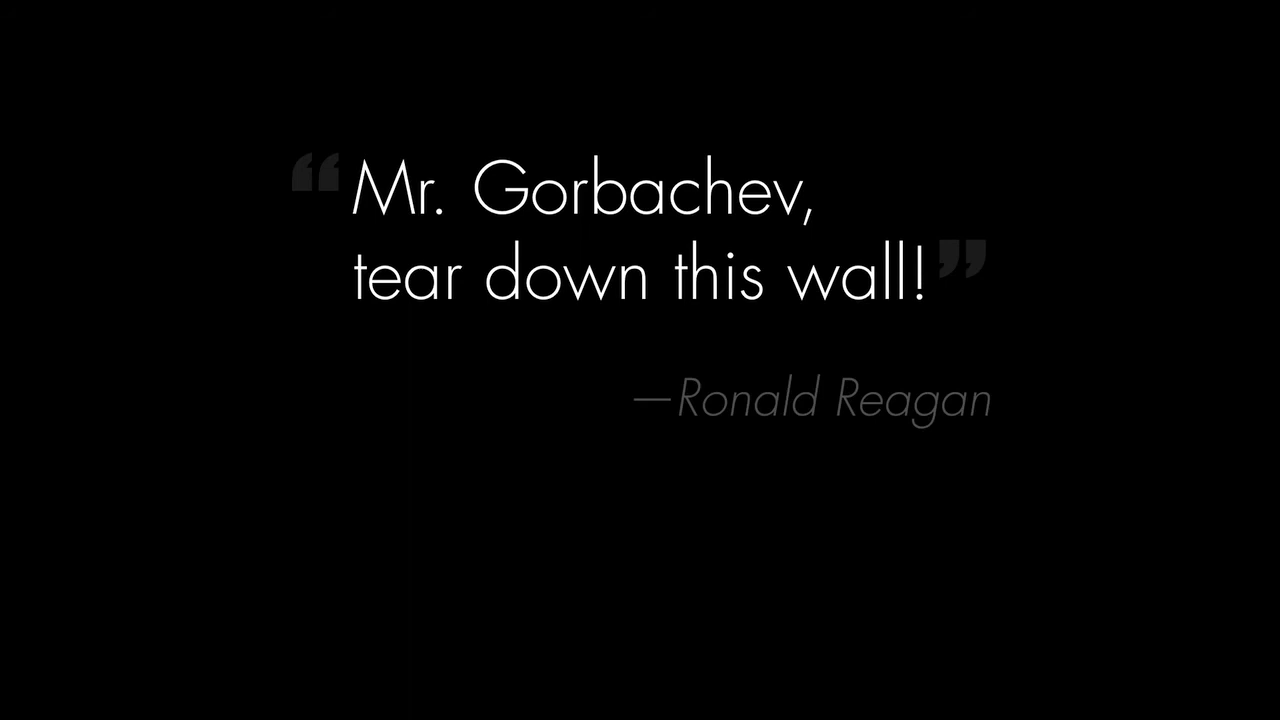 “Mr. Gorbachev,
tear down this wall!”
—Ronald Reagan